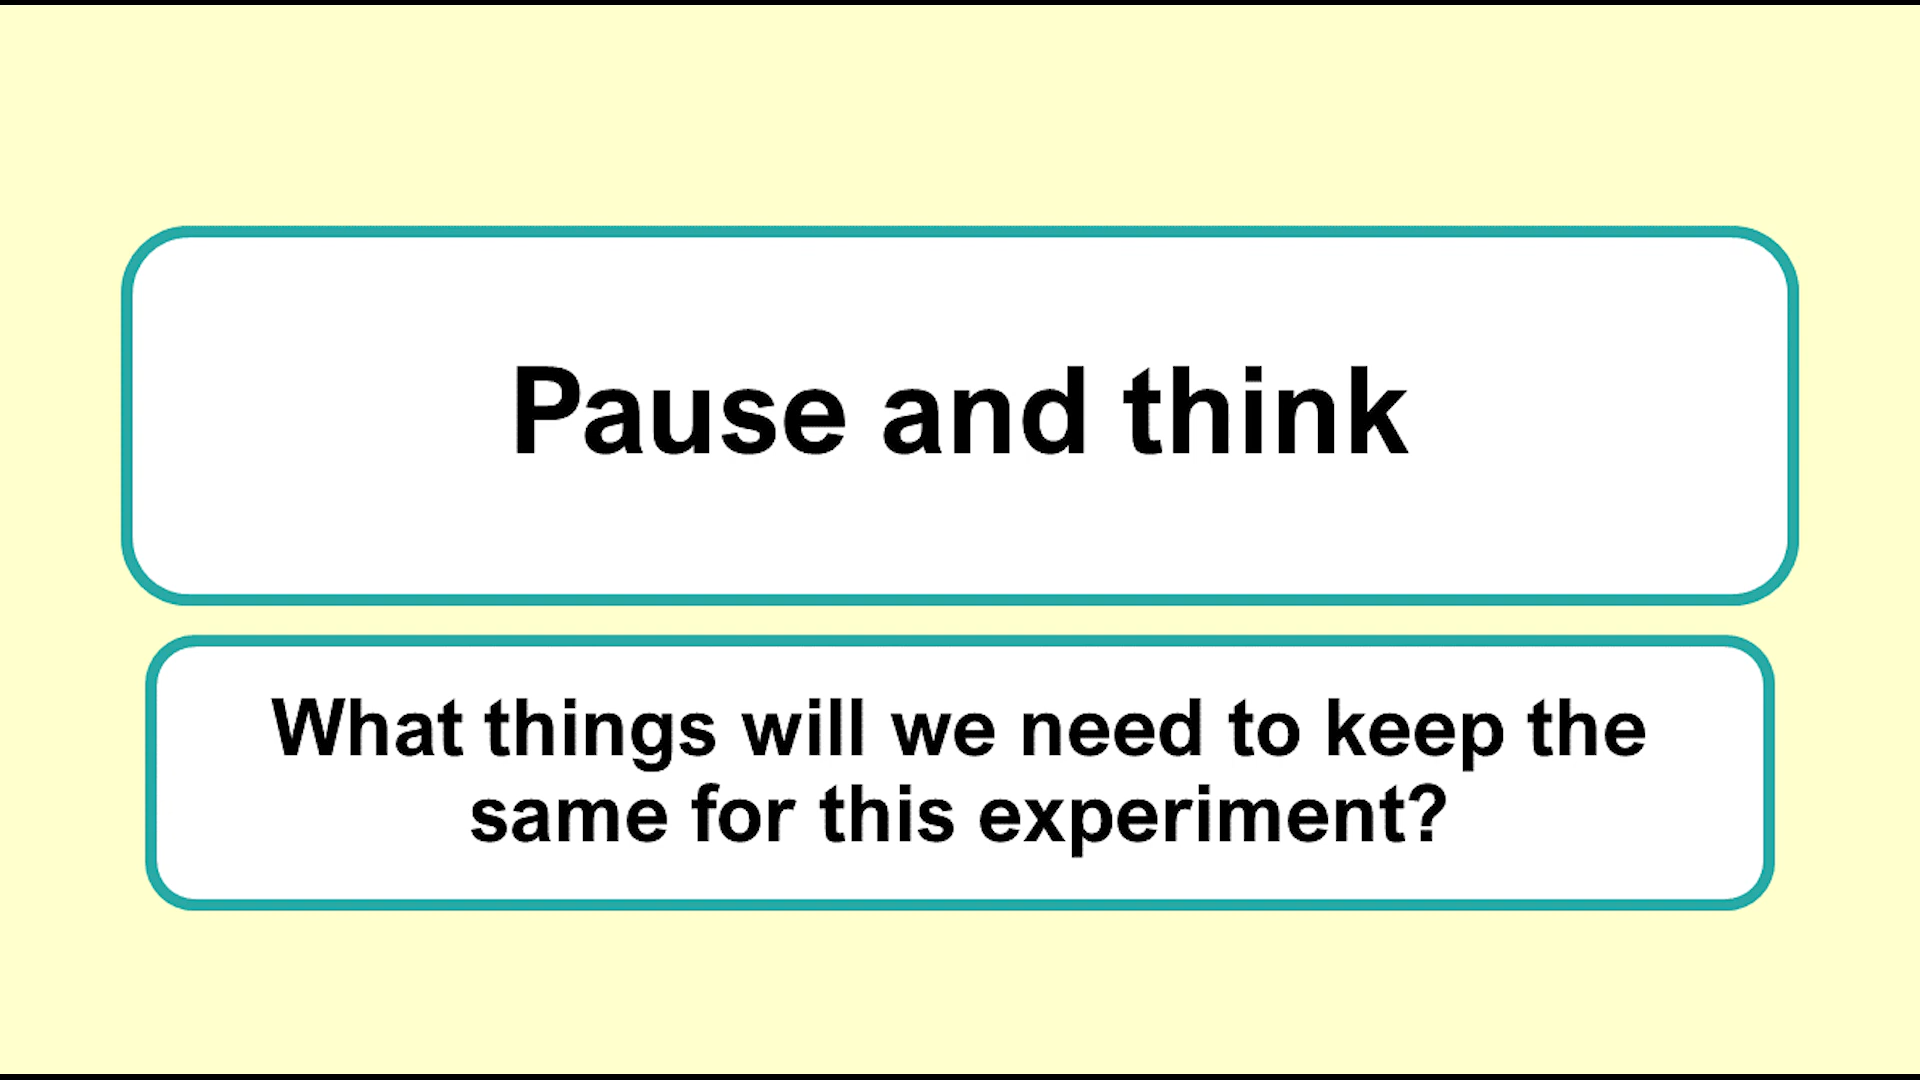 Pause and think
What things will we need to keep the
same for this experiment?